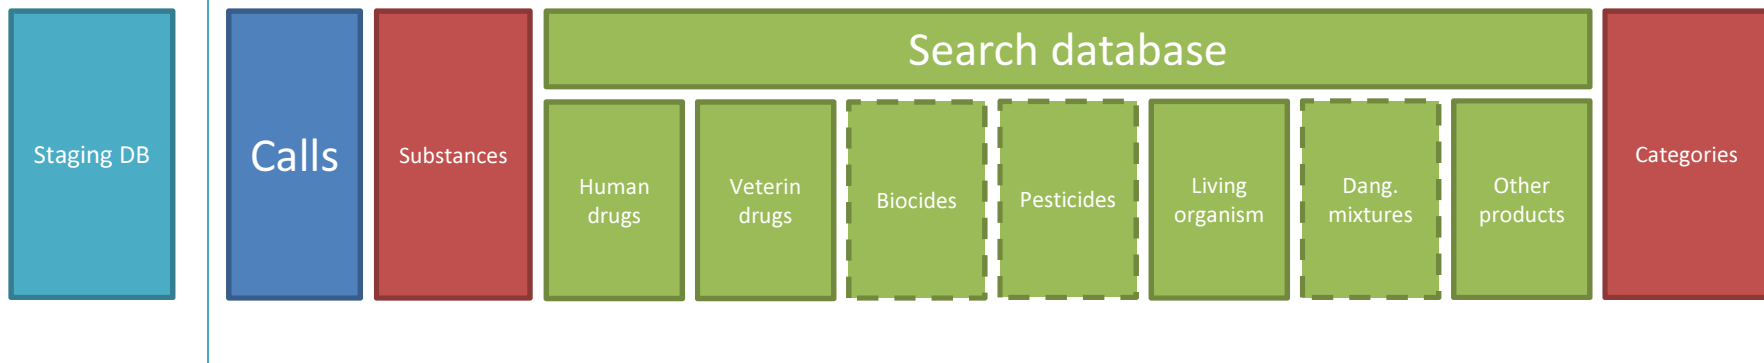 Staging DB
Calls
Substances
Search database
Human
drugs
Veterin
drugs
Biocides
Pesticides
Living
organism
Dang.
mixtures
Other
products
Categories